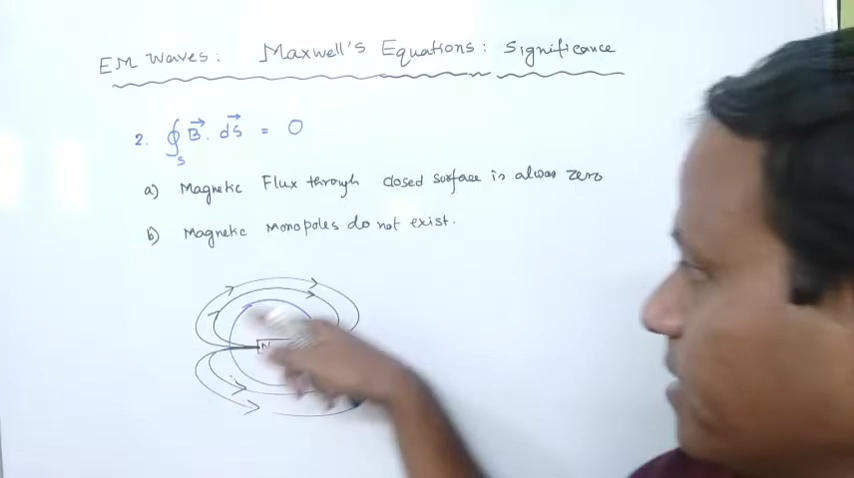 EM Waves: Maxwell's Equations: Significance
2. ∮S B⃗. dS⃗ = 0
a) Magnetic Flux through closed surface is always zero
b) Magnetic Monopoles do not exist.
N